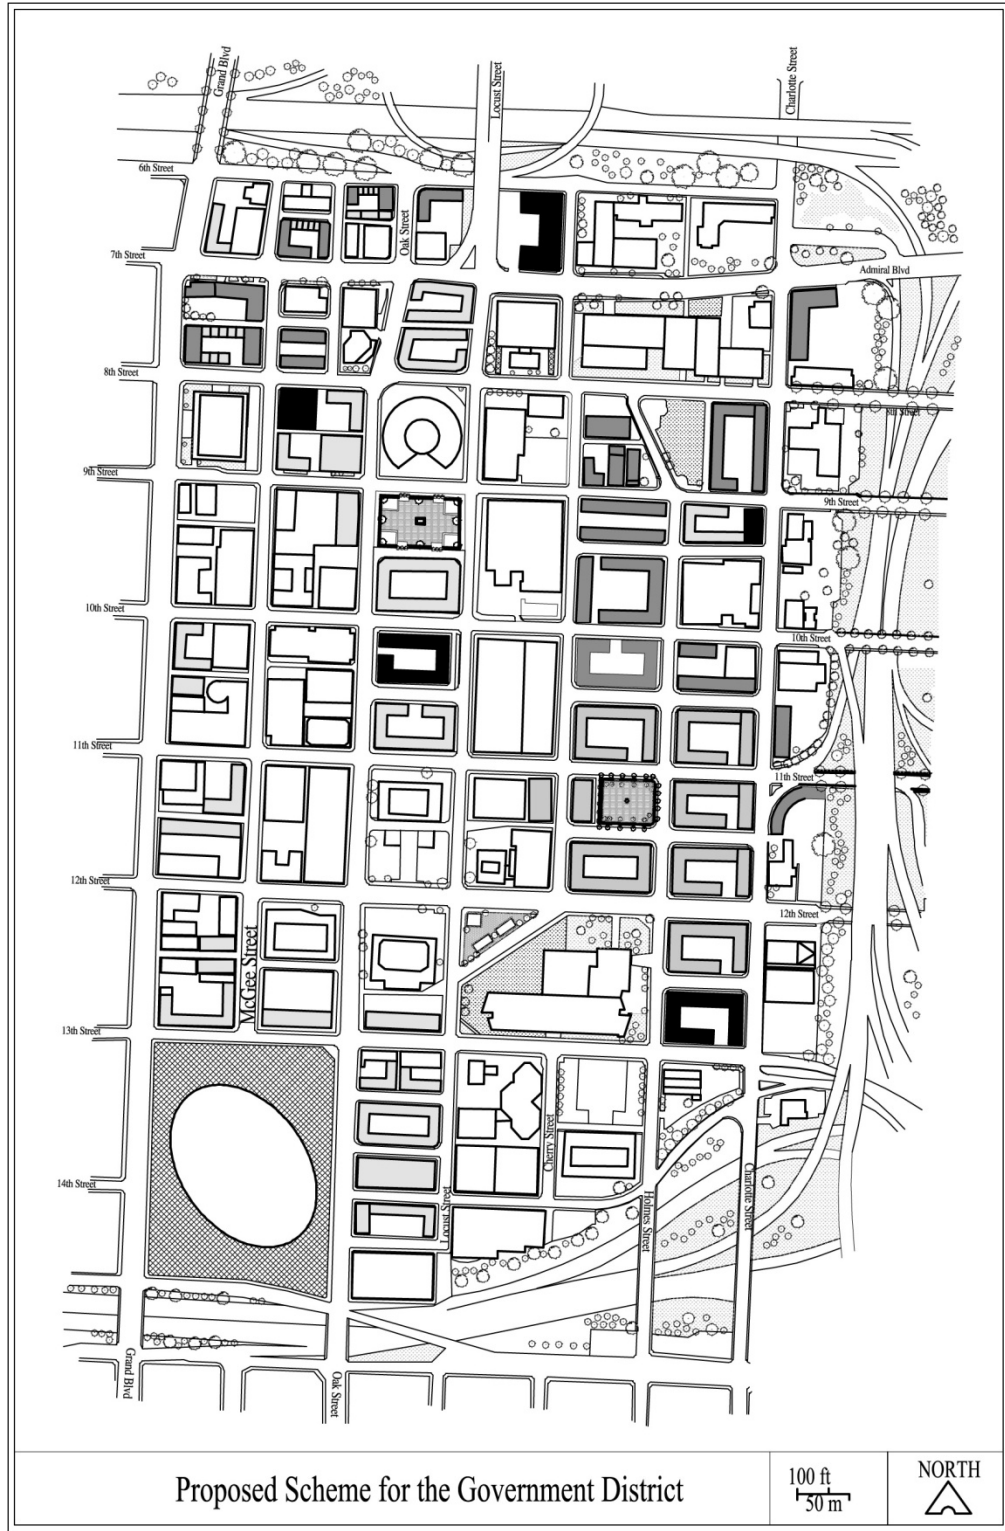 Grand Blvd
Locust Street
Charlotte Street
6th Street
Oak Street
7th Street
Admiral Blvd
8th Street
8th Street
9th Street
9th Street
10th Street
10th Street
11th Street
11th Street
12th Street
12th Street
McGee Street
13th Street
Cherry Street
14th Street
Locust Street
Holmes Street
Charlotte Street
Grand Blvd
Oak Street
Proposed Scheme for the Government District
100 ft
50 m
NORTH